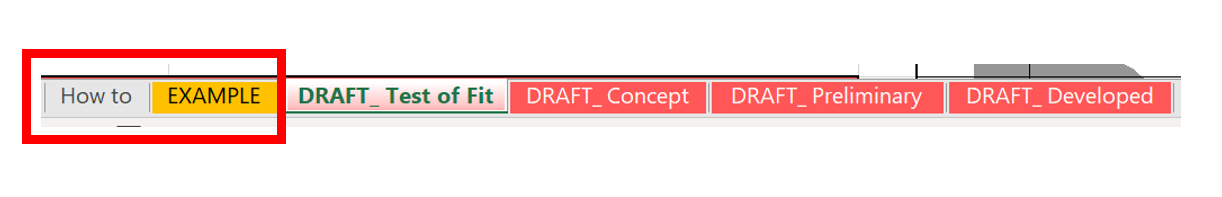 How to EXAMPLE DRAFT_ Test of Fit DRAFT_ Concept DRAFT_ Preliminary DRAFT_ Developed